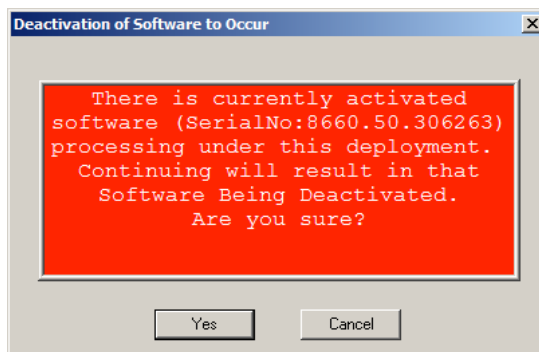 Deactivation of Software to Occur
There is currently activated
software (SerialNo:8660.50.306263)
processing under this deployment.
Continuing will result in that
Software Being Deactivated.
Are you sure?
Yes Cancel